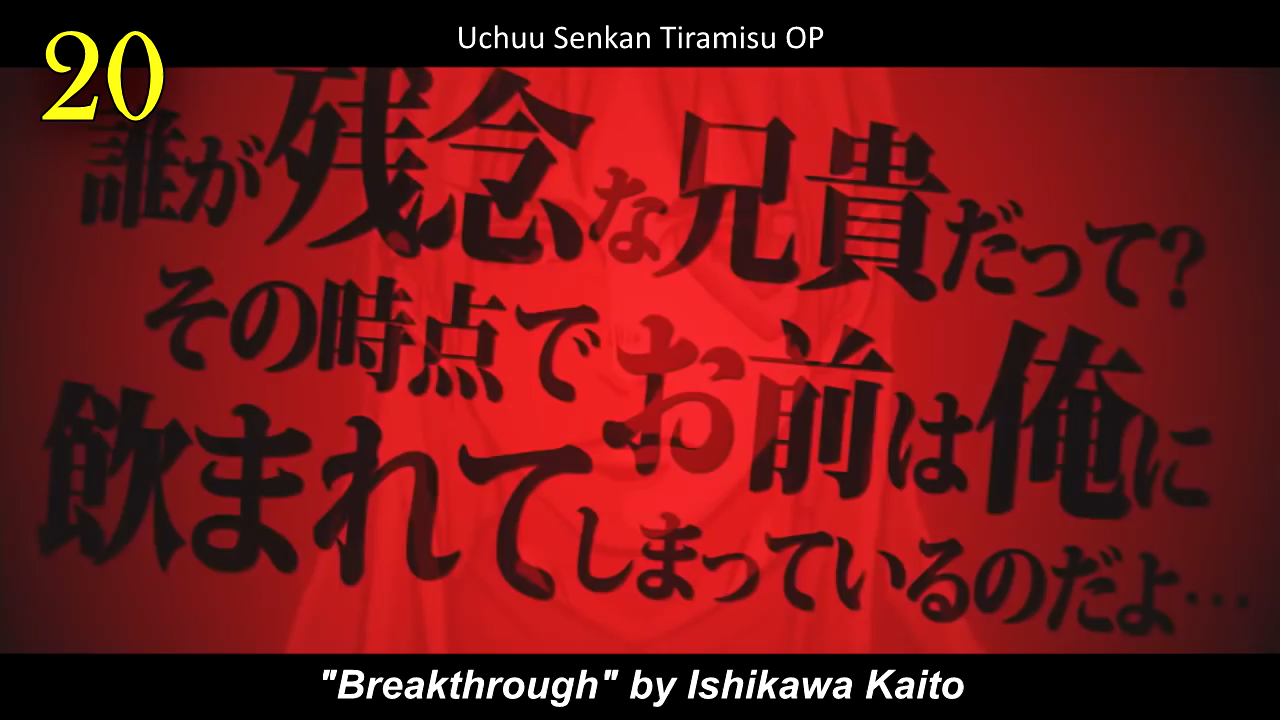 Uchuu Senkan Tiramisu OP
20
誰が残念な兄貴だって?
その時点でお前は俺に
飲まれてしまっているのだよ…
"Breakthrough" by Ishikawa Kaito